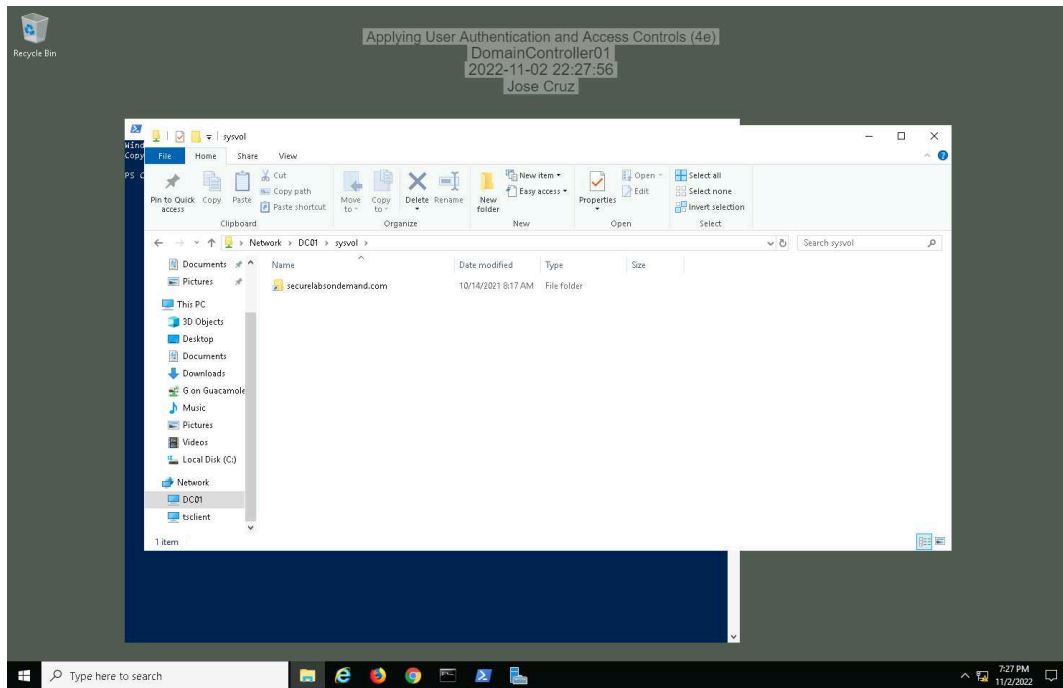 Recycle Bin
Applying User Authentication and Access Controls (4e)
DomainController01
2022-11-02 22:27:56
Jose Cruz
Wind
Copy
PS C
sysvol
File Home Share View
Pin to Quick access
Copy
Paste
Cut
Copy path
Paste shortcut
Clipboard
Move to
Copy to
Delete
Rename
Organize
New folder
New item
Easy access
New
Properties
Open
Edit
Open
Select all
Select none
Invert selection
Select
Network > DC01 > sysvol >
Search sysvol
Name Date modified Type Size
securelabsondemand.com 10/14/2021 8:17 AM File folder
Documents
Pictures
This PC
3D Objects
Desktop
Documents
Downloads
G on Guacamole
Music
Pictures
Videos
Local Disk (C:)
Network
DC01
tsclient
1 item
Type here to search
7:27 PM
11/2/2022